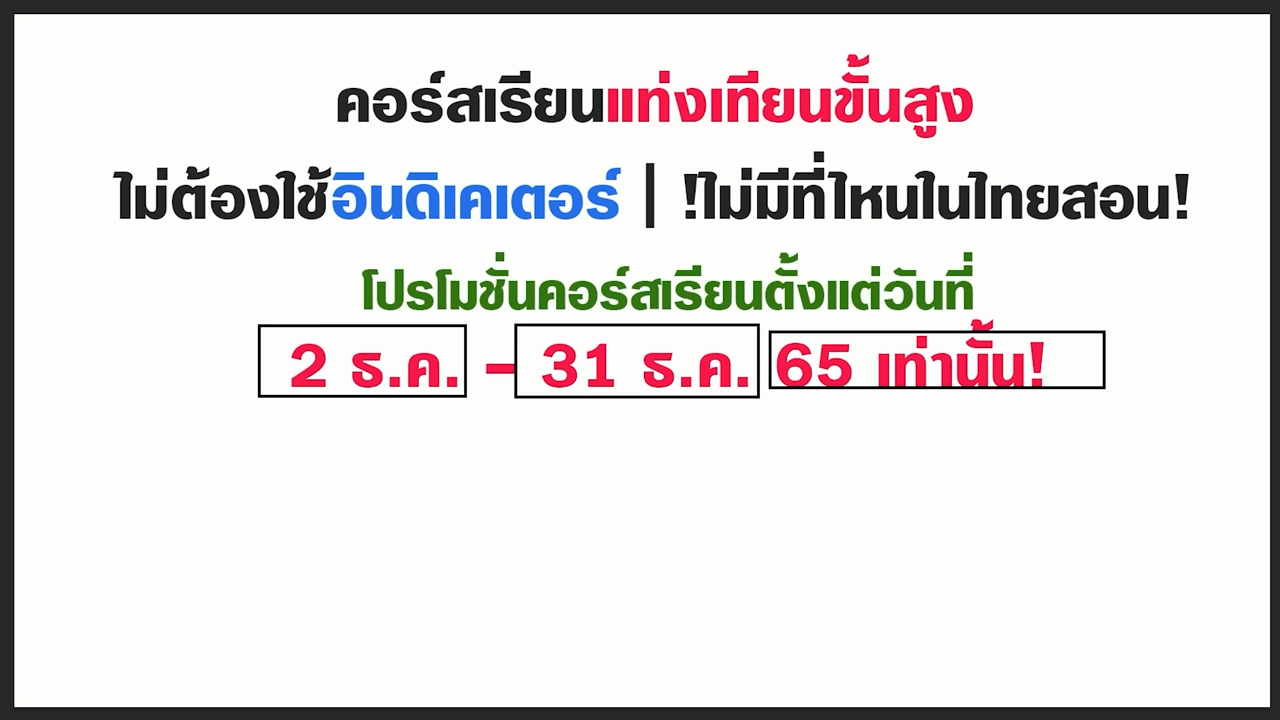 คอร์สเรียนแท่งเทียนขั้นสูง
ไม่ต้องใช้อินดิเคเตอร์ | !ไม่มีที่ไหนในไทยสอน!
โปรโมชั่นคอร์สเรียนตั้งแต่วันที่
2 ธ.ค. – 31 ธ.ค. 65 เท่านั้น!